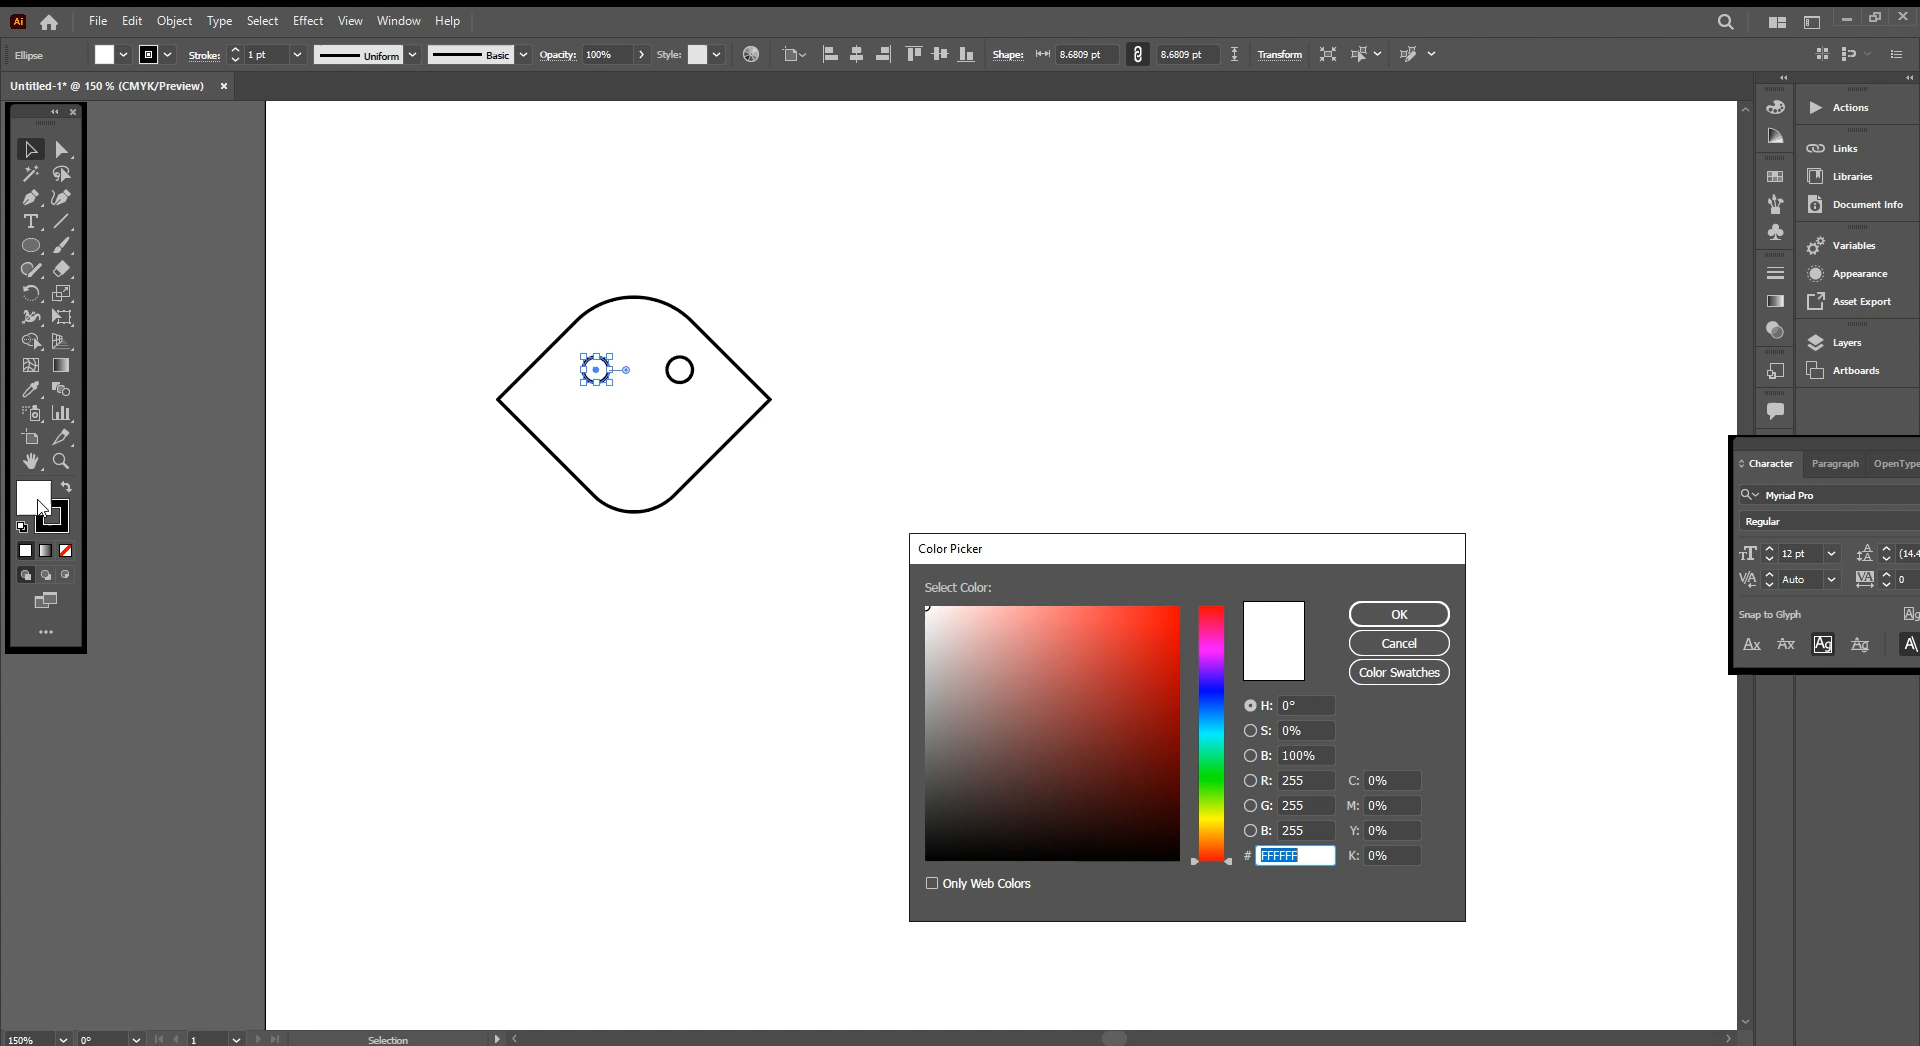 Ai File Edit Object Type Select Effect View Window Help
Ellipse Stroke: 1 pt Uniform Basic Opacity: 100% Style: Shape: 8.6809 pt 8.6809 pt Transform
Untitled-1* @ 150 % (CMYK/Preview) ×
Actions
Links
Libraries
Document Info
Variables
Appearance
Asset Export
Layers
Artboards
Character Paragraph OpenType
Myriad Pro
Regular
12 pt (14.4
Auto 0
Snap to Glyph
Color Picker
Select Color:
OK
Cancel
Color Swatches
H: 0°
S: 0%
B: 100%
R: 255 C: 0%
G: 255 M: 0%
B: 255 Y: 0%
# FFFFFF K: 0%
Only Web Colors
150% 0° 1 Selection